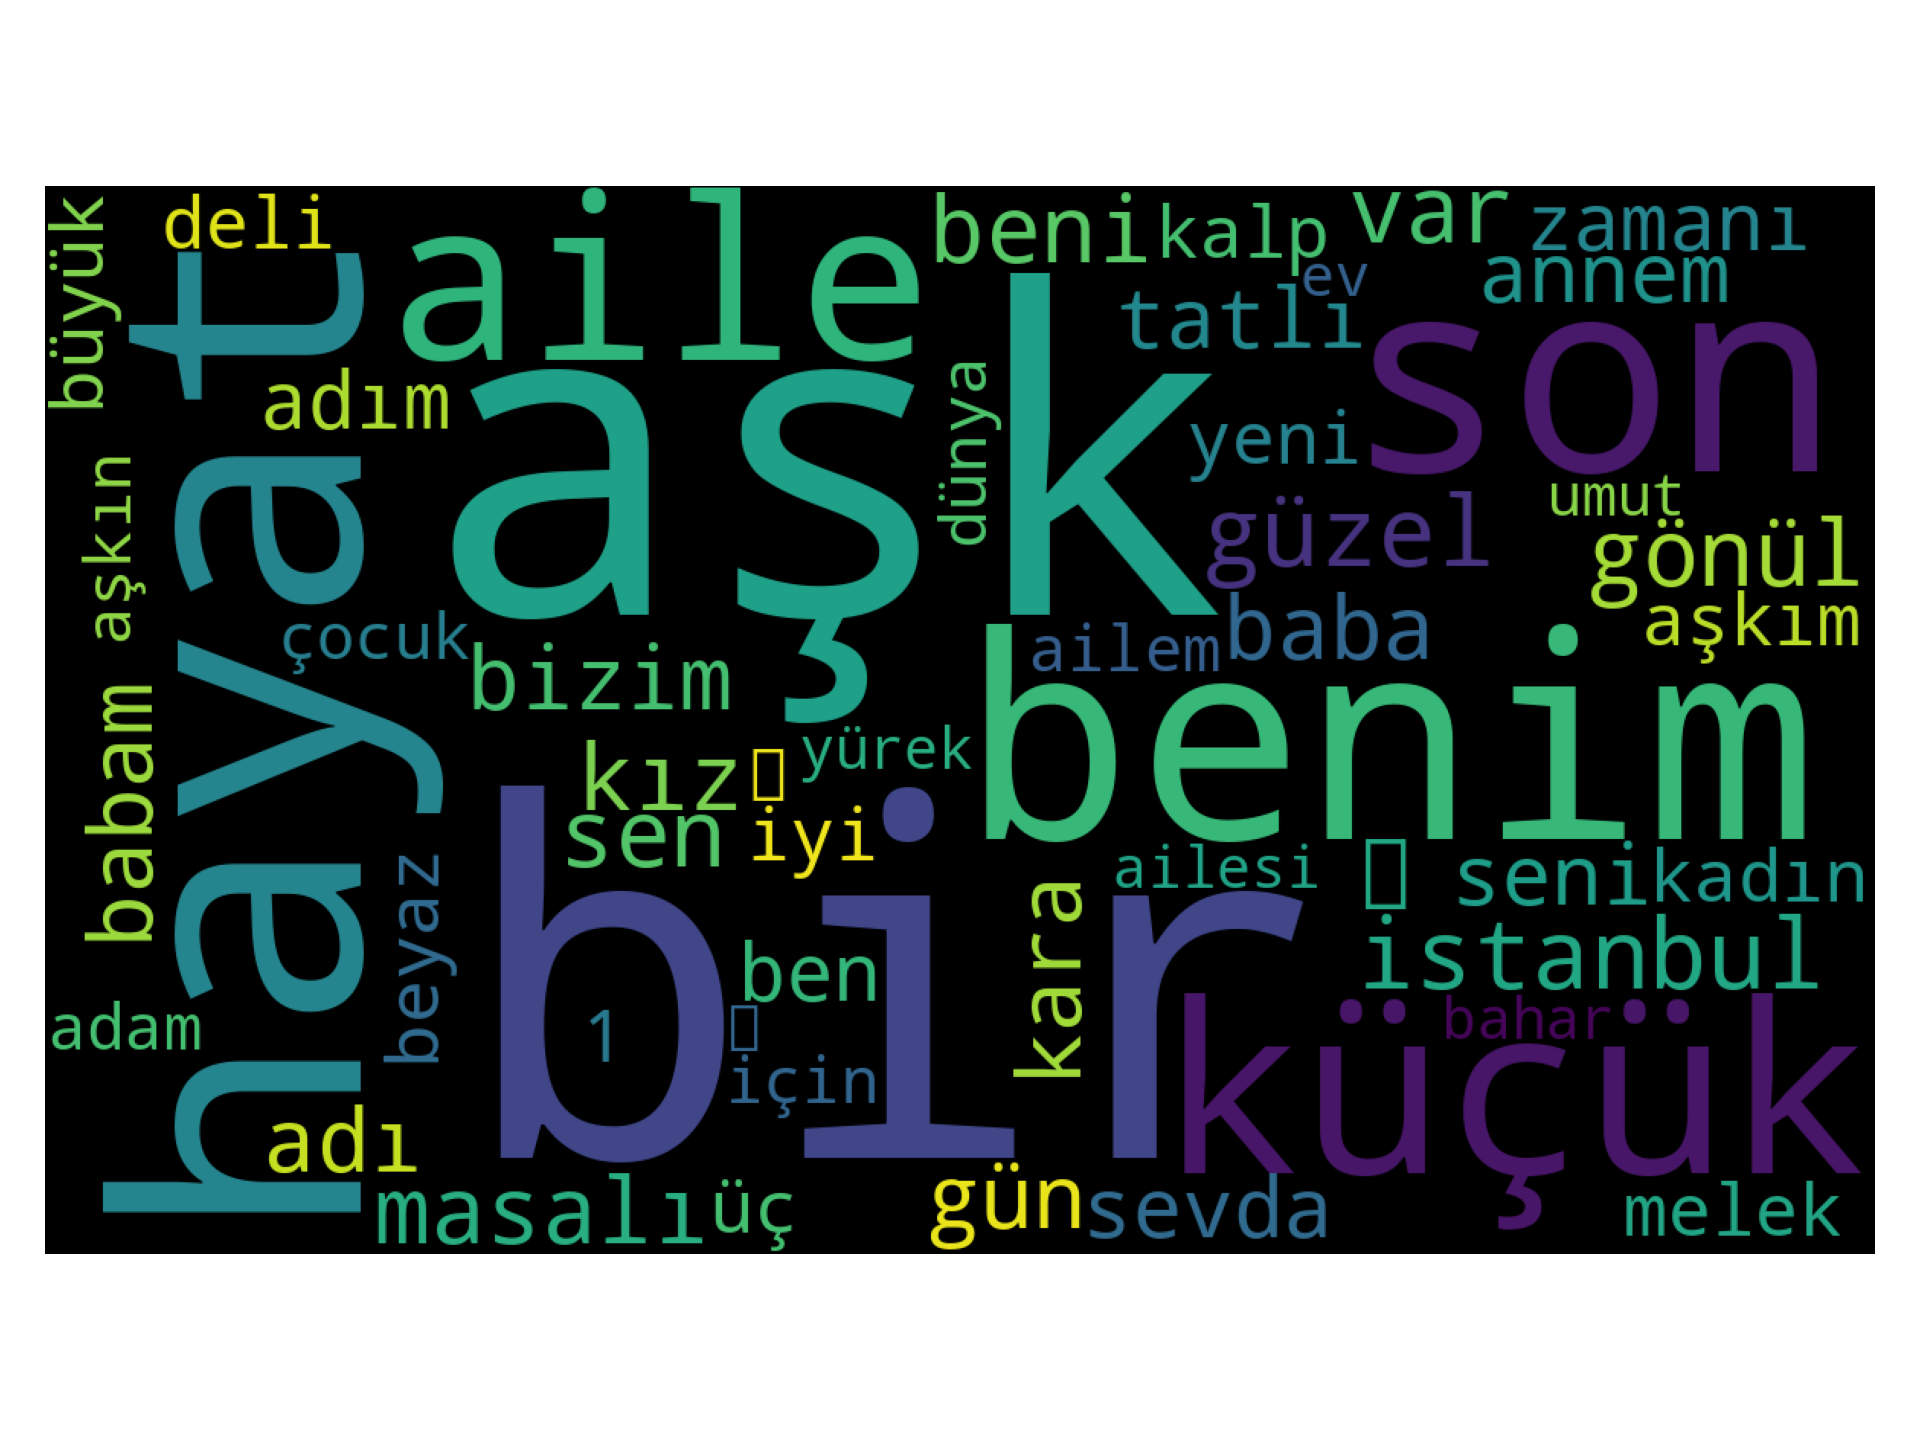 büyük
deli
aile
beni
kalp
var
zamanı
ev
annem
tatlı
hayat
adım
aşk
dünya
yeni
son
umut
güzel
gönül
aşkın
aşkım
çocuk
bizim
ailem
baba
benim
babam
kız
yürek
sen
iyi
bir
ailesi
seni
kadın
beyaz
ben
kara
istanbul
adam
1
için
küçük
bahar
adı
masalı
üç
gün
sevda
melek